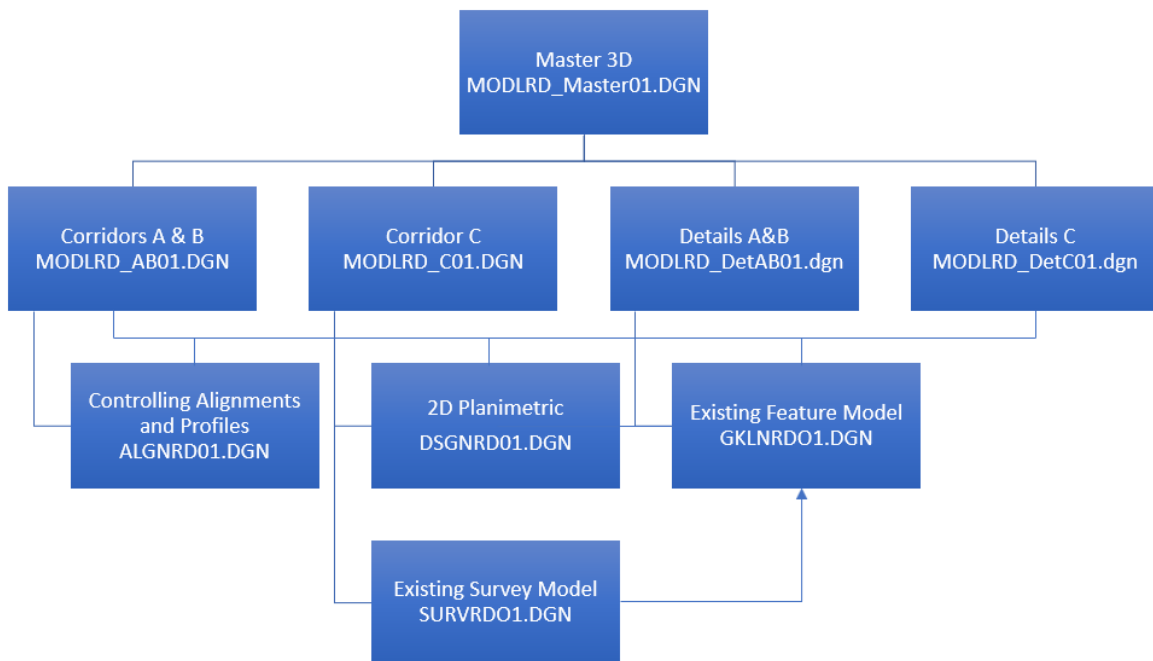 Master 3D
MODLRD_Master01.DGN
Corridors A & B
MODLRD_AB01.DGN
Corridor C
MODLRD_C01.DGN
Details A&B
MODLRD_DetAB01.dgn
Details C
MODLRD_DetC01.dgn
Controlling Alignments
and Profiles
ALGNRD01.DGN
2D Planimetric
DSGNRD01.DGN
Existing Feature Model
GKLNRDO1.DGN
Existing Survey Model
SURVRDO1.DGN